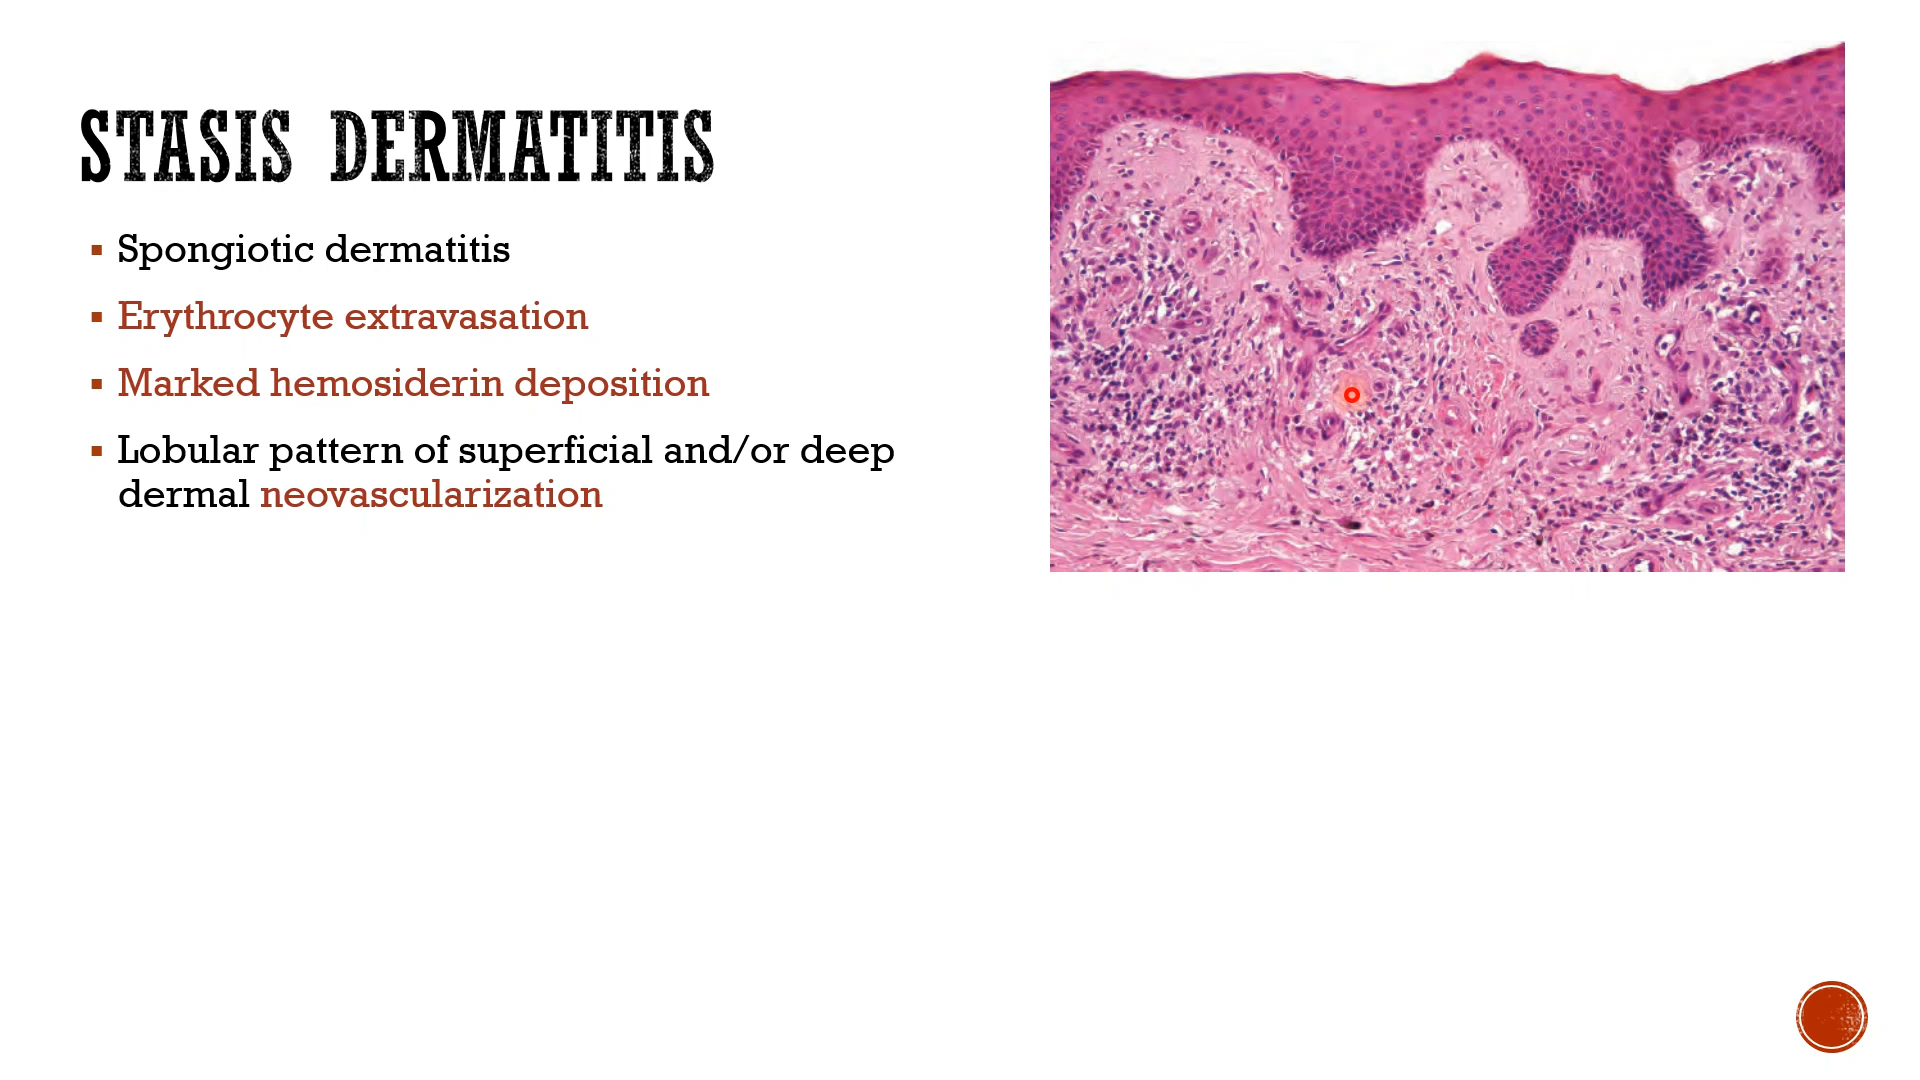 STASIS DERMATITIS
▪ Spongiotic dermatitis
▪ Erythrocyte extravasation
▪ Marked hemosiderin deposition
▪ Lobular pattern of superficial and/or deep
dermal neovascularization